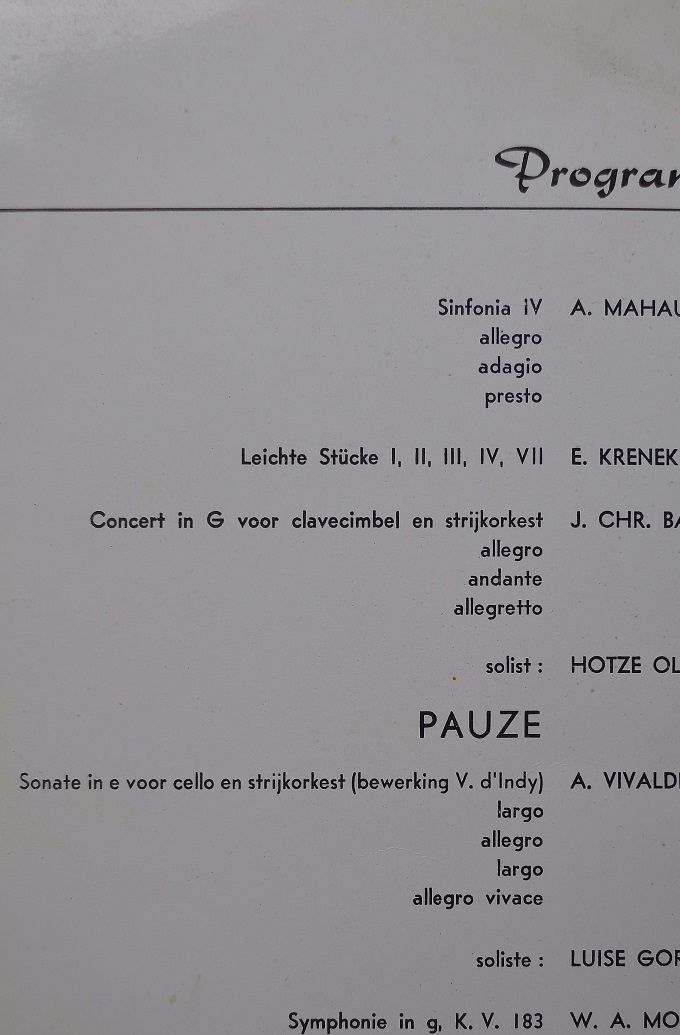 Program
Sinfonia IV A. MAHAU
allegro
adagio
presto
Leichte Stücke I, II, III, IV, VII E. KRENEK
Concert in G voor clavecimbel en strijkorkest J. CHR. BA
allegro
andante
allegretto
solist : HOTZE OL
PAUZE
Sonate in e voor cello en strijkorkest (bewerking V. d'Indy) A. VIVALDI
largo
allegro
largo
allegro vivace
soliste : LUISE GOR
Symphonie in g, K. V. 183 W. A. MO